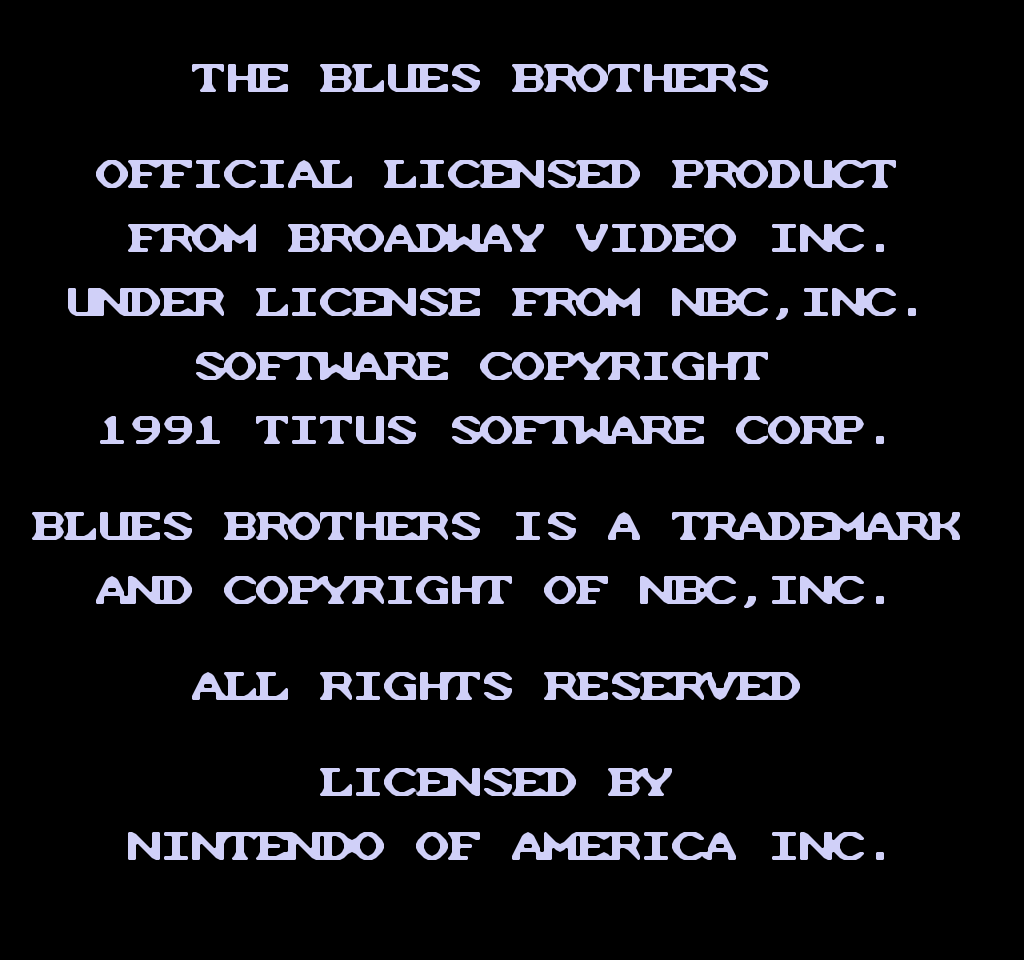 THE BLUES BROTHERS
OFFICIAL LICENSED PRODUCT
FROM BROADWAY VIDEO INC.
UNDER LICENSE FROM NBC,INC.
SOFTWARE COPYRIGHT
1991 TITUS SOFTWARE CORP.
BLUES BROTHERS IS A TRADEMARK
AND COPYRIGHT OF NBC,INC.
ALL RIGHTS RESERVED
LICENSED BY
NINTENDO OF AMERICA INC.